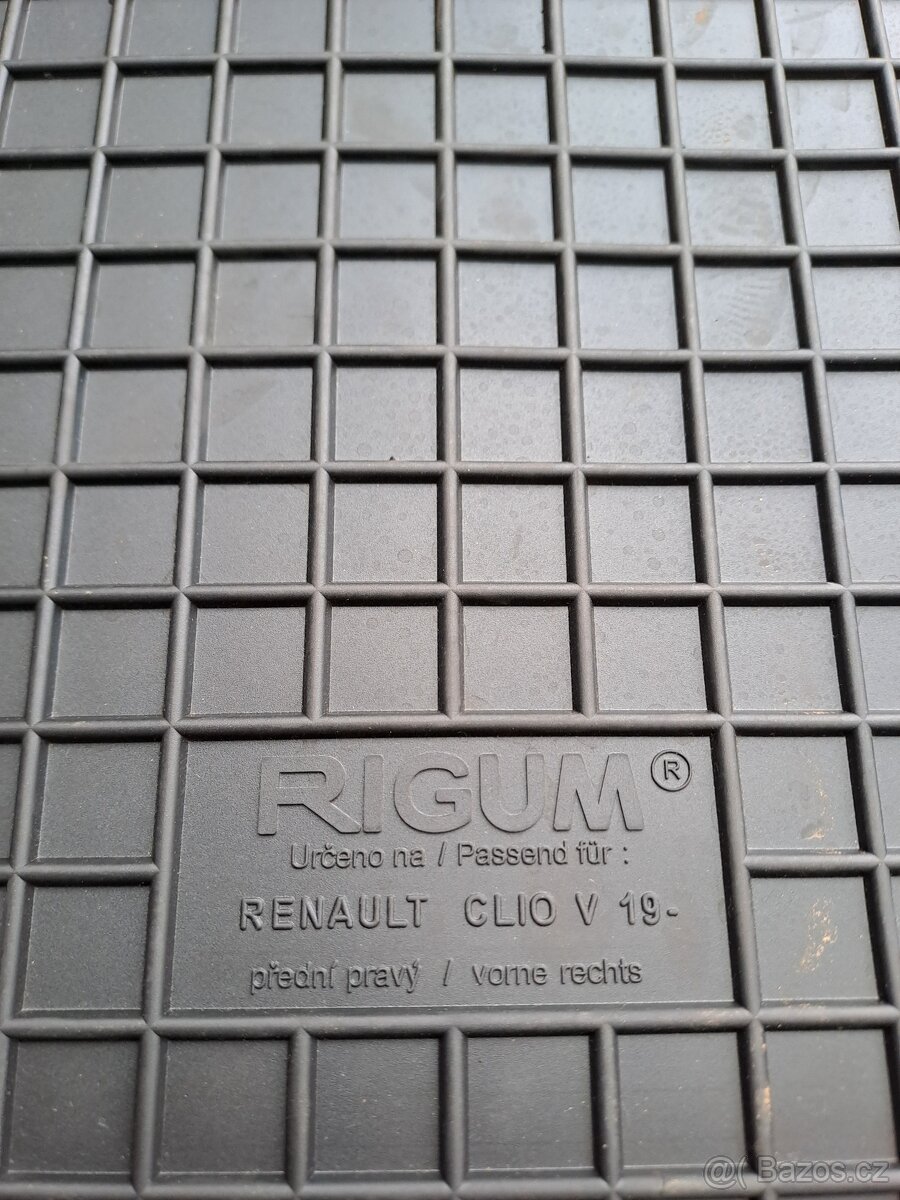 RIGUM®
Určeno na / Passend für :
RENAULT CLIO V 19-
přední pravý / vorne rechts
@( Bazos.cz